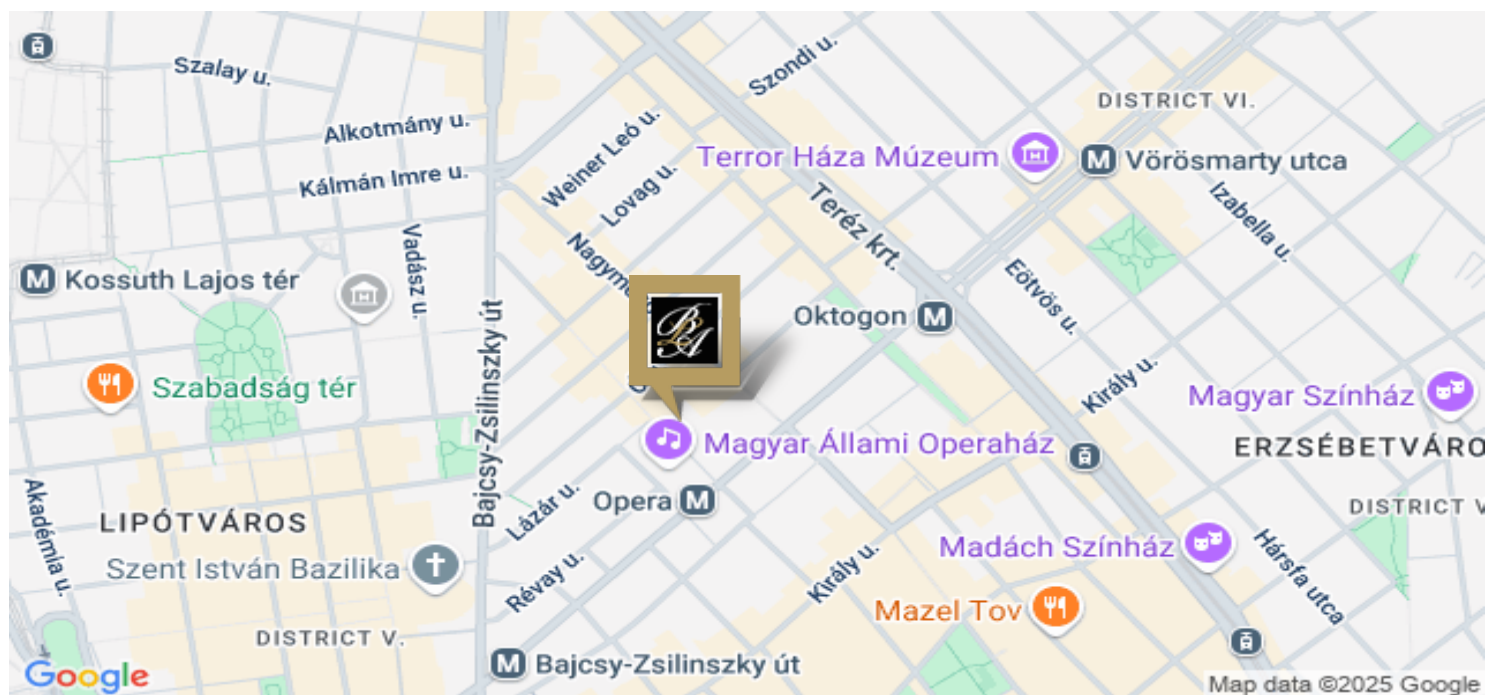 Szalay u.
Szondi u.
DISTRICT VI.
Alkotmány u.
Weiner Leó u.
Terror Háza Múzeum
M Vörösmarty utca
Kálmán Imre u.
Lovag u.
Teréz krt.
Izabella u.
Vadász u.
M Kossuth Lajos tér
Eötvös u.
Oktogon M
BLA
Bajcsy-Zsilinszky út
Szabadság tér
Király u.
Magyar Színház
Magyar Állami Operaház
ERZSÉBETVÁRO
Akadémia u.
Opera M
Lázár u.
LIPÓTVÁROS
DISTRICT V
Szent István Bazilika
Révay u.
Király u.
Madách Színház
Hársfa utca
Mazel Tov
DISTRICT V.
M Bajcsy-Zsilinszky út
Google
Map data ©2025 Google